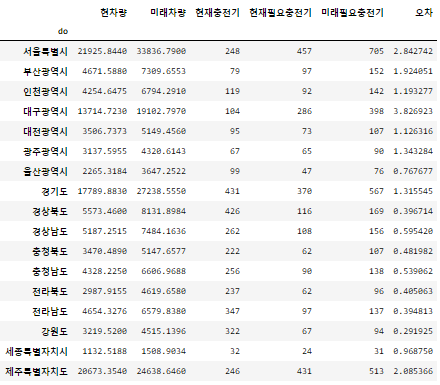 현차량 미래차량 현재충전기 현재필요충전기 미래필요충전기 오차
do
서울특별시 21925.8440 33836.7900 248 457 705 2.842742
부산광역시 4671.5880 7309.6553 79 97 152 1.924051
인천광역시 4254.6475 6794.2910 119 92 142 1.193277
대구광역시 13714.7230 19102.7970 104 286 398 3.826923
대전광역시 3506.7373 5149.4560 95 73 107 1.126316
광주광역시 3137.5955 4320.6143 67 65 90 1.343284
울산광역시 2265.3184 3647.2522 99 47 76 0.767677
경기도 17789.8830 27238.5550 431 370 567 1.315545
경상북도 5573.4600 8131.8984 426 116 169 0.396714
경상남도 5187.2515 7484.1636 262 108 156 0.595420
충청북도 3470.4890 5147.6577 222 62 107 0.481982
충청남도 4328.2250 6606.9688 256 90 138 0.539062
전라북도 2987.9155 4619.6580 237 62 96 0.405063
전라남도 4654.3276 6579.8380 347 97 137 0.394813
강원도 3219.5200 4515.1396 322 67 94 0.291925
세종특별자치시 1132.5188 1508.9034 32 24 31 0.968750
제주특별자치도 20673.3540 24638.6460 246 431 513 2.085366